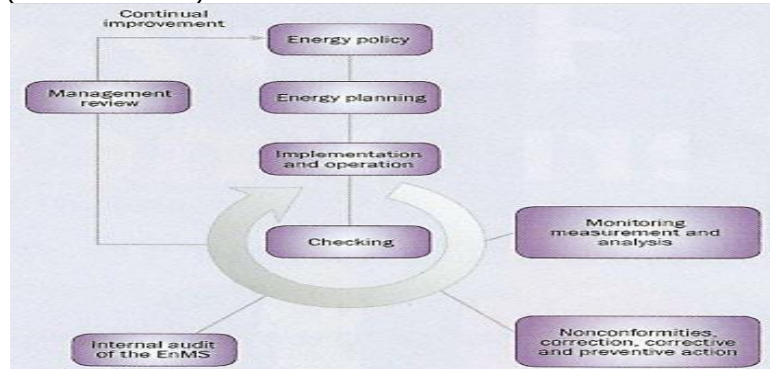 Continual
improvement
Energy policy
Management
review
Energy planning
Implementation
and operation
Checking
Monitoring
measurement and
analysis
Internal audit
of the EnMS
Nonconformities,
correction, corrective
and preventive action